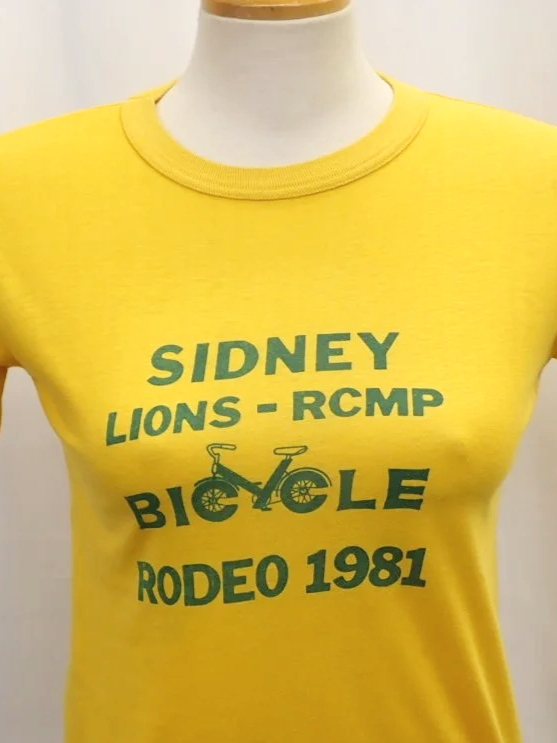 SIDNEY
LIONS - RCMP
BICYCLE
RODEO 1981